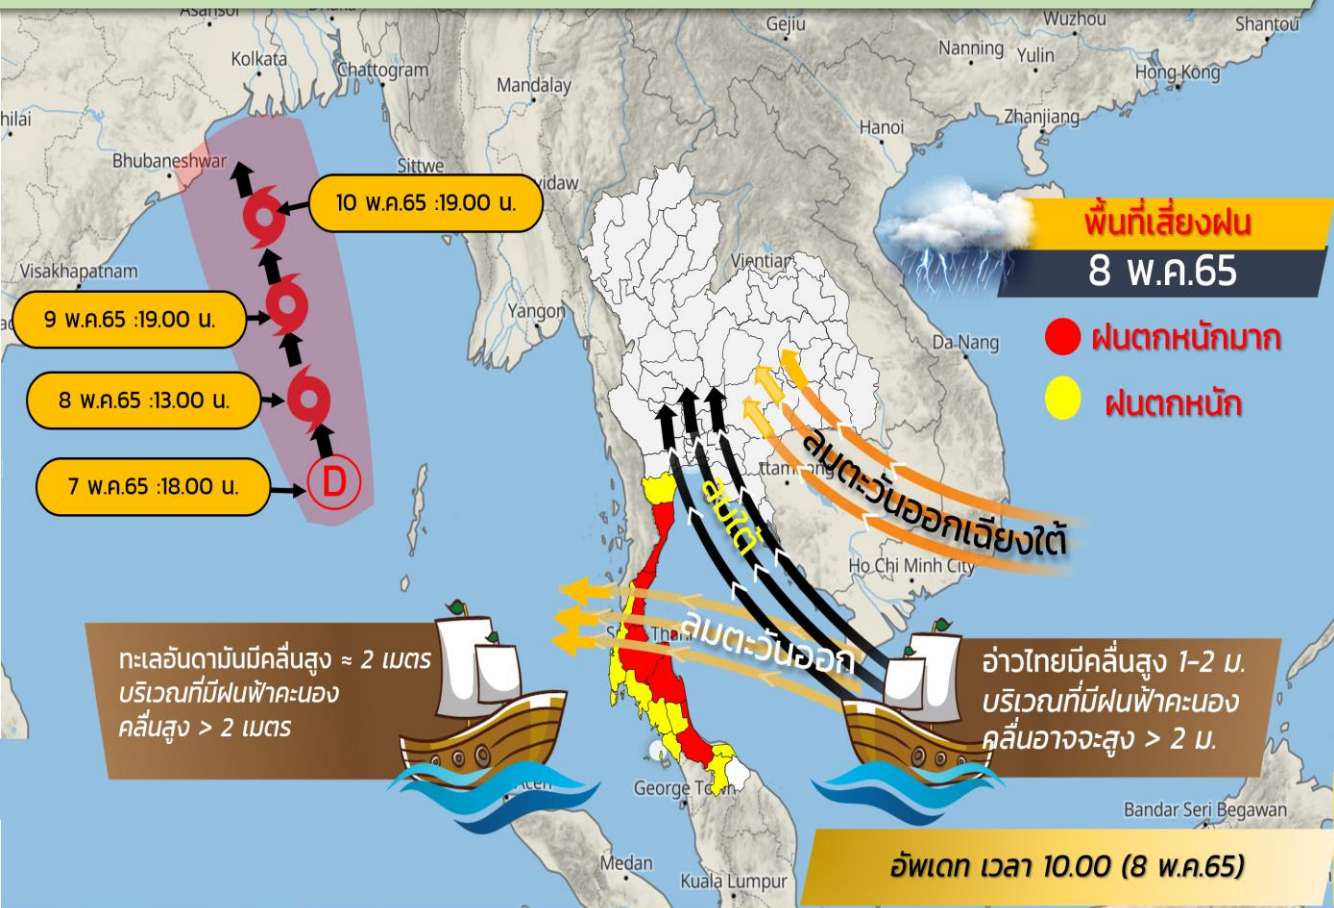 Asansol
Gejiu
Wuzhou
Shantou
Kolkata
Chattogram
Mandalay
Nanning
Yulin
Hong Kong
hilai
Zhanjiang
Hanoi
Bhubaneshwar
Sittwe
yidaw
10 พ.ค.65 :19.00 น.
พื้นที่เสี่ยงฝน
8 พ.ค.65
Visakhapatnam
Vientian
9 พ.ค.65 :19.00 น.
Yangon
Da Nang
ฝนตกหนักมาก
8 พ.ค.65 :13.00 น.
ฝนตกหนัก
7 พ.ค.65 :18.00 น.
D
ลมใต้
ttam ang
ลมตะวันออกเฉียงใต้
Ho Chi Minh City
S Thani
ลมตะวันออก
ทะเลอันดามันมีคลื่นสูง ≈ 2 เมตร
บริเวณที่มีฝนฟ้าคะนอง
คลื่นสูง > 2 เมตร
อ่าวไทยมีคลื่นสูง 1-2 ม.
บริเวณที่มีฝนฟ้าคะนอง
คลื่นอาจจะสูง > 2 ม.
George Town
Bandar Seri Begawan
Medan
Kuala Lumpur
อัพเดท เวลา 10.00 (8 พ.ค.65)